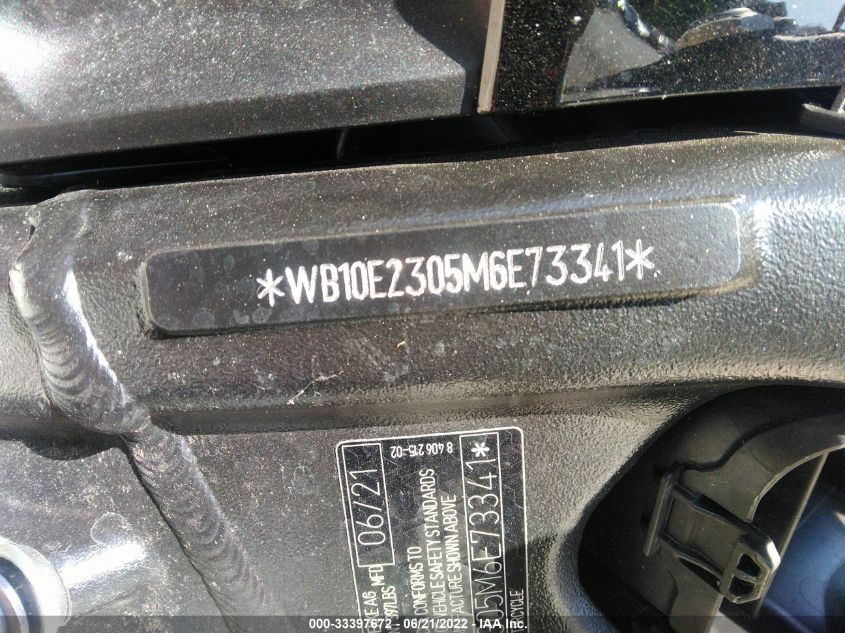 *WB10E2305M6E73341*
8 406 215-02
MFD 06/21
CONFORMS TO
VEHICLE SAFETY STANDARDS
SHOWN ABOVE
05M6E73341*
000-33397672 - 06/21/2022 - IAA Inc.